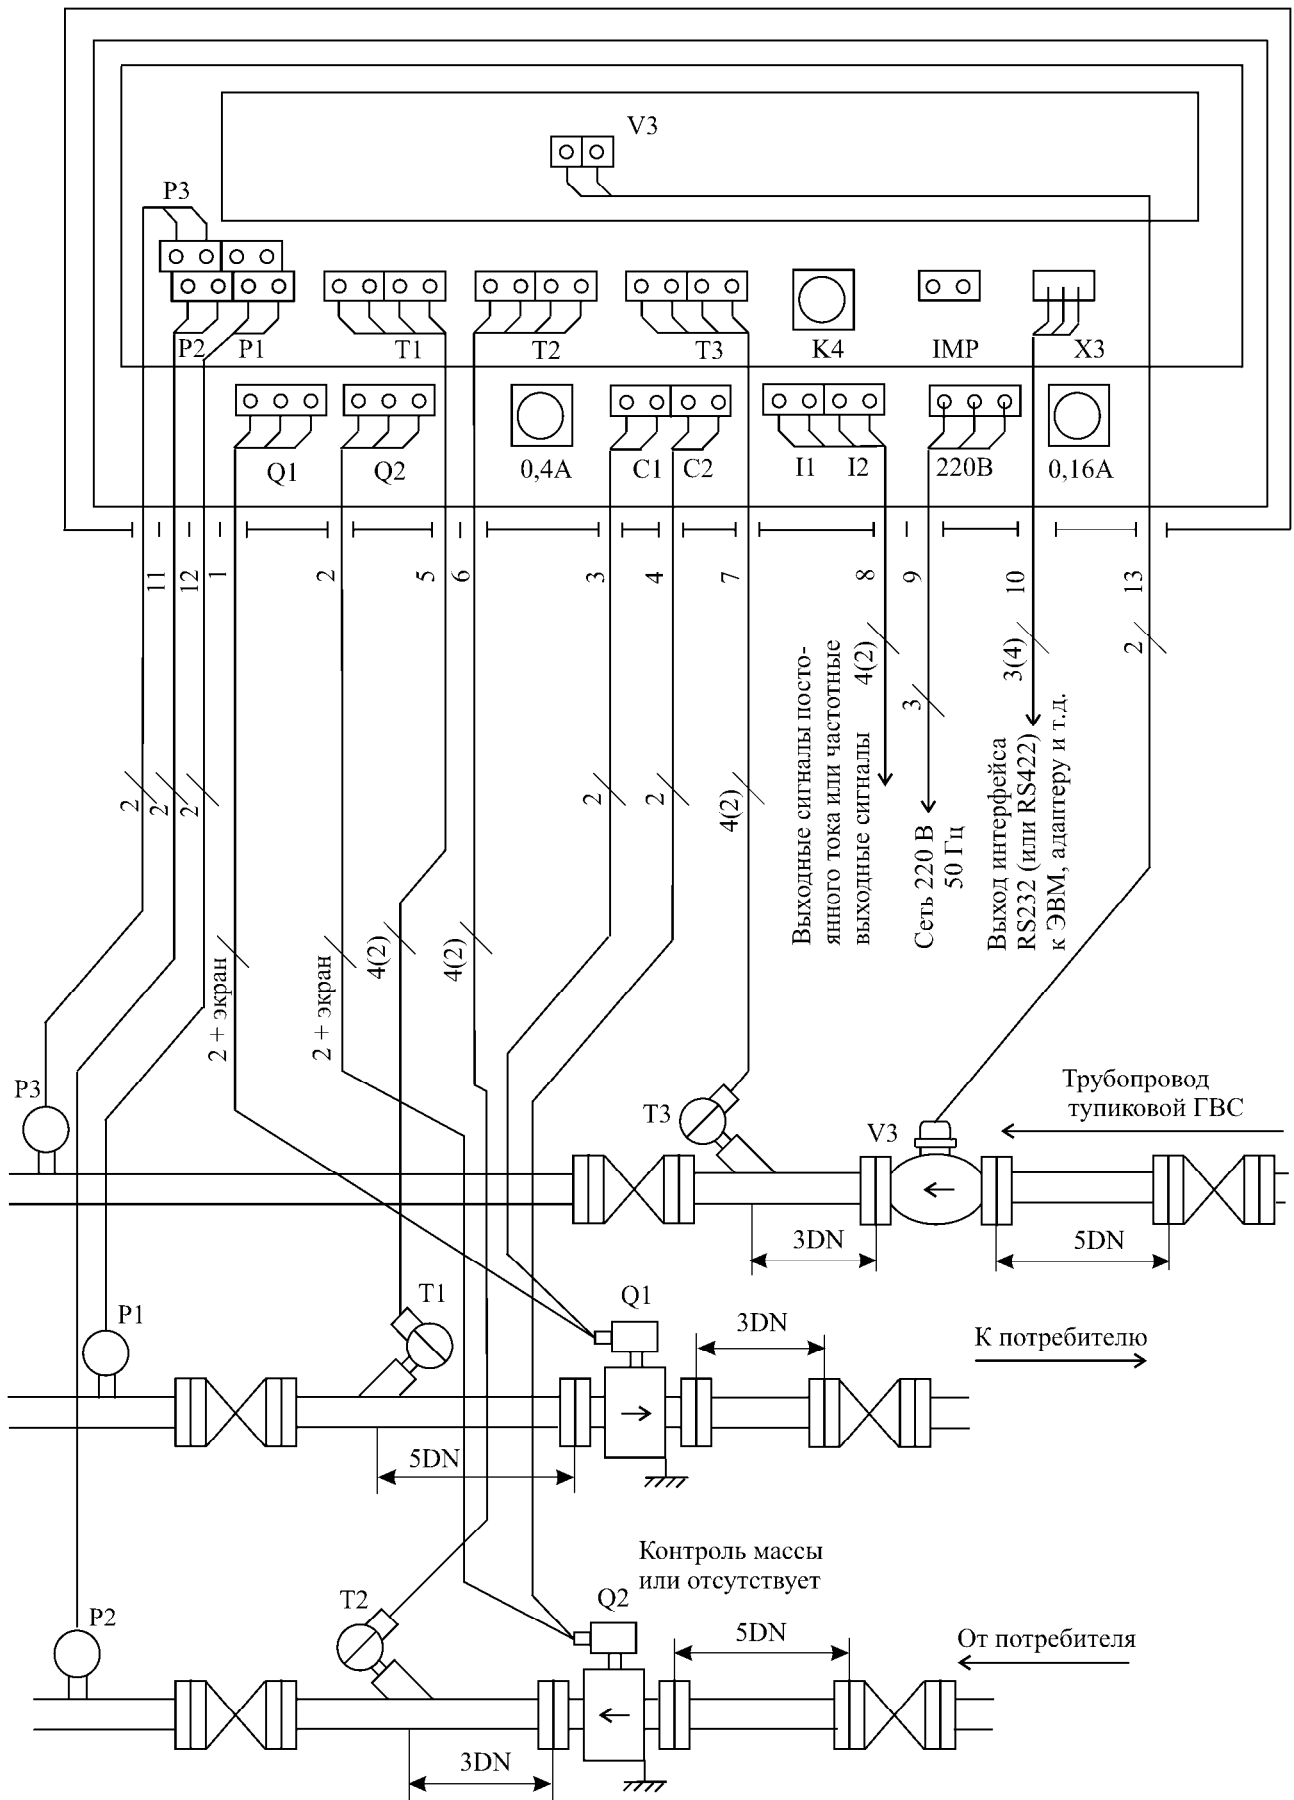 V3
P3
P2
P1
T1
T2
T3
K4
IMP
X3
Q1
Q2
0,4A
C1
C2
I1
I2
220В
0,16A
11
12
1
2
5
6
3
4
7
8
9
10
13
2
2
2
2 + экран
2 + экран
4(2)
4(2)
2
2
4(2)
4(2)
3
3(4)
2
Выходные сигналы посто-
янного тока или частотные
выходные сигналы
Сеть 220 В
50 Гц
Выход интерфейса
RS232 (или RS422)
к ЭВМ, адаптеру и т.д.
P3
T3
V3
Трубопровод
тупиковой ГВС
3DN
5DN
P1
T1
Q1
3DN
К потребителю
5DN
Контроль массы
или отсутствует
P2
T2
Q2
5DN
От потребителя
3DN